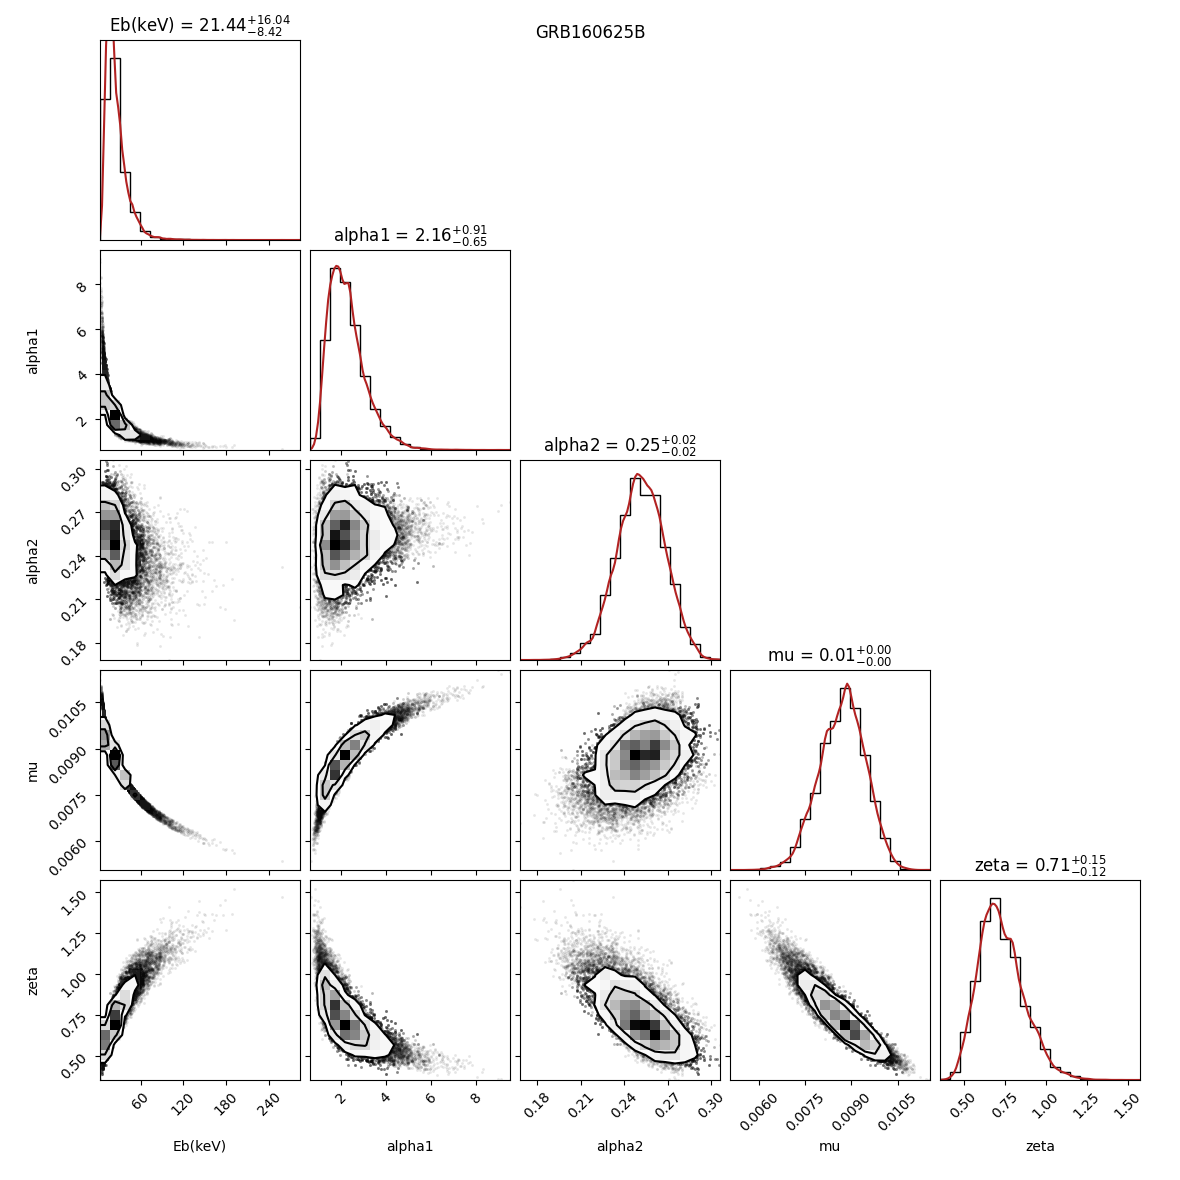 GRB160625B
Eb(keV) = 21.44+16.04−8.42
alpha1 = 2.16+0.91−0.65
alpha1
8
6
4
2
alpha2 = 0.25+0.02−0.02
alpha2
0.30
0.27
0.24
0.21
0.18
mu = 0.01+0.00−0.00
mu
0.0105
0.0090
0.0075
0.0060
zeta = 0.71+0.15−0.12
zeta
1.50
1.25
1.00
0.75
0.50
60 120 180 240
2 4 6 8
0.18 0.21 0.24 0.27 0.30
0.0060 0.0075 0.0090 0.0105
0.50 0.75 1.00 1.25 1.50
Eb(keV) alpha1 alpha2 mu zeta